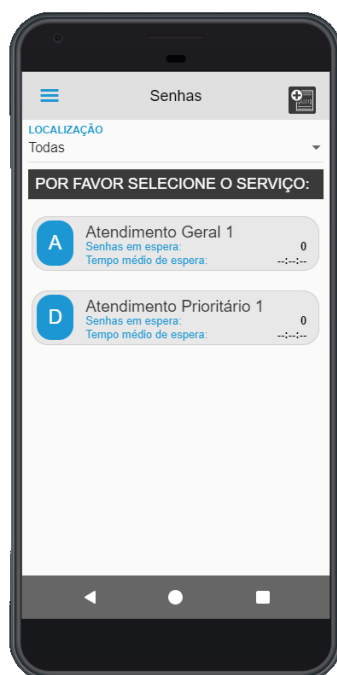 Senhas
LOCALIZAÇÃO
Todas
POR FAVOR SELECIONE O SERVIÇO:
A
Atendimento Geral 1
Senhas em espera: 0
Tempo médio de espera: --:--:--
D
Atendimento Prioritário 1
Senhas em espera: 0
Tempo médio de espera: --:--:--